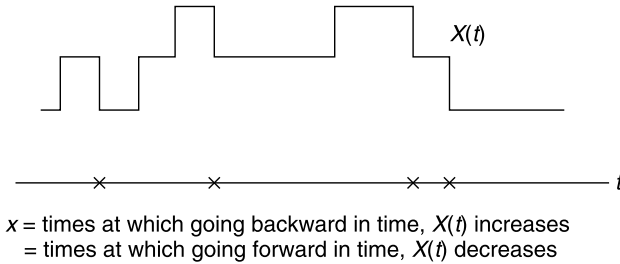 X(t)
t
x = times at which going backward in time, X(t) increases
= times at which going forward in time, X(t) decreases